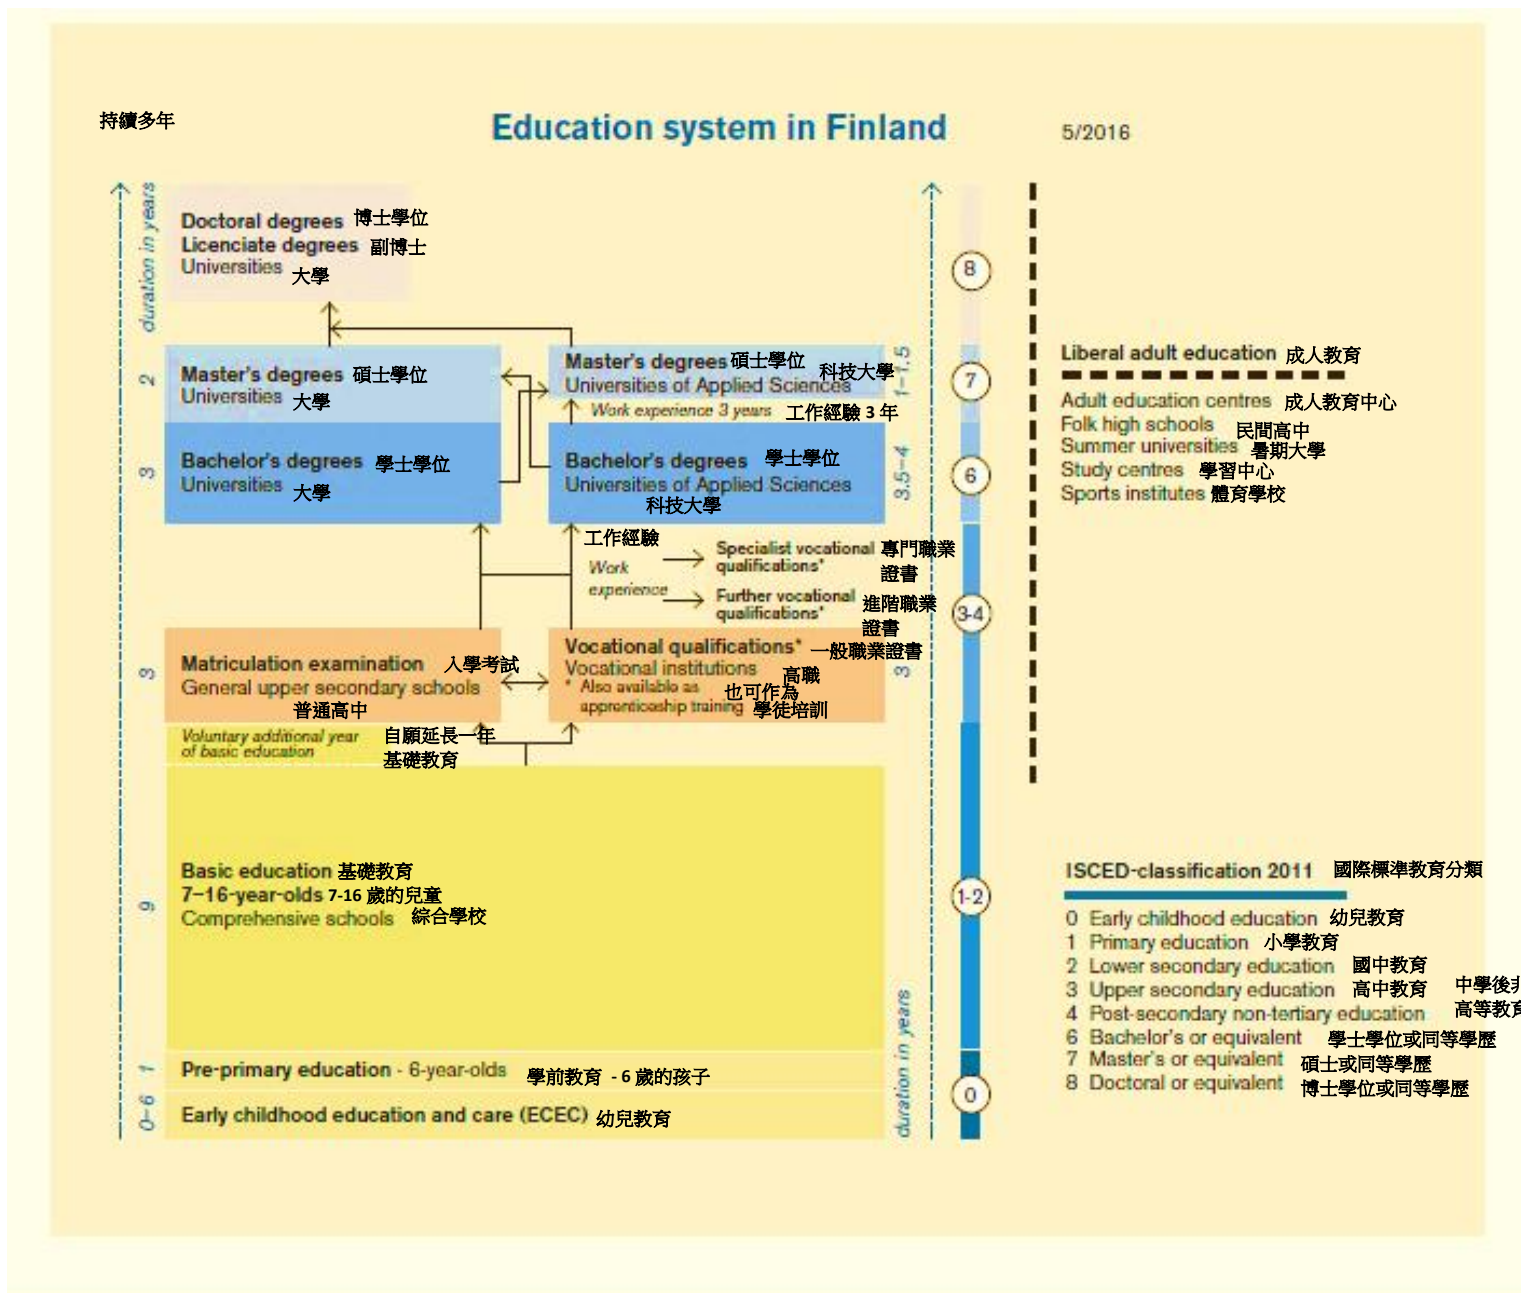 持續多年
Education system in Finland
5/2016
duration in years
Doctoral degrees 博士學位
Licenciate degrees 副博士
Universities 大學
8
2
Master's degrees 碩士學位
Universities 大學
Master's degrees 碩士學位
科技大學
Universities of Applied Sciences
1–1.5
7
Work experience 3 years 工作經驗 3 年
3
Bachelor's degrees 學士學位
Universities 大學
Bachelor's degrees 學士學位
Universities of Applied Sciences
科技大學
3.5–4
6
工作經驗
Work
experience
Specialist vocational 專門職業
qualifications*
證書
Further vocational 進階職業
qualifications*
證書
3-4
3
Matriculation examination 入學考試
General upper secondary schools
普通高中
Vocational qualifications* 一般職業證書
Vocational institutions 高職
* Also available as 也可作為
apprenticeship training 學徒培訓
3
Voluntary additional year 自願延長一年
of basic education 基礎教育
9
Basic education 基礎教育
7–16-year-olds 7-16 歲的兒童
Comprehensive schools 綜合學校
1-2
1
Pre-primary education - 6-year-olds 學前教育 - 6 歲的孩子
0–6
Early childhood education and care (ECEC) 幼兒教育
duration in years
0
Liberal adult education 成人教育
Adult education centres 成人教育中心
Folk high schools 民間高中
Summer universities 暑期大學
Study centres 學習中心
Sports institutes 體育學校
ISCED-classification 2011 國際標準教育分類
0 Early childhood education 幼兒教育
1 Primary education 小學教育
2 Lower secondary education 國中教育
3 Upper secondary education 高中教育
中學後非
4 Post-secondary non-tertiary education 高等教育
6 Bachelor's or equivalent 學士學位或同等學歷
7 Master's or equivalent 碩士或同等學歷
8 Doctoral or equivalent 博士學位或同等學歷